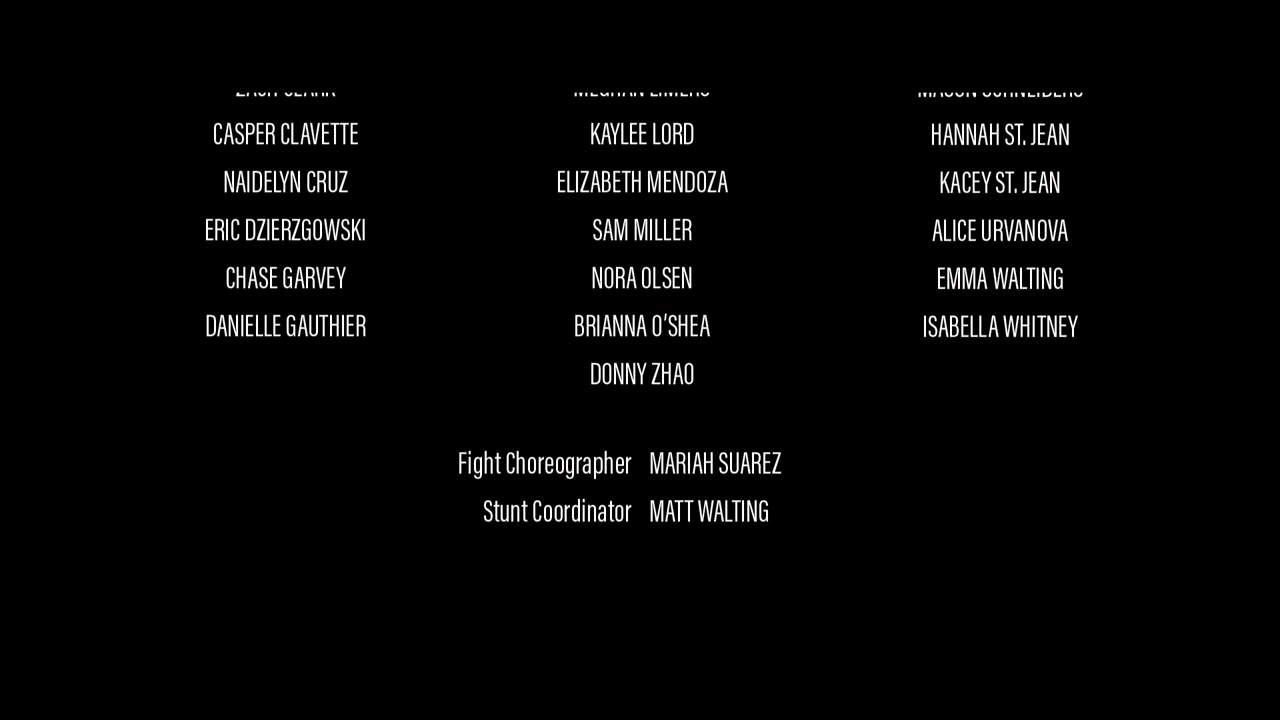 CASPER CLAVETTE
NAIDELYN CRUZ
ERIC DZIERZGOWSKI
CHASE GARVEY
DANIELLE GAUTHIER
KAYLEE LORD
ELIZABETH MENDOZA
SAM MILLER
NORA OLSEN
BRIANNA O'SHEA
DONNY ZHAO
HANNAH ST. JEAN
KACEY ST. JEAN
ALICE URVANOVA
EMMA WALTING
ISABELLA WHITNEY
Fight Choreographer MARIAH SUAREZ
Stunt Coordinator MATT WALTING